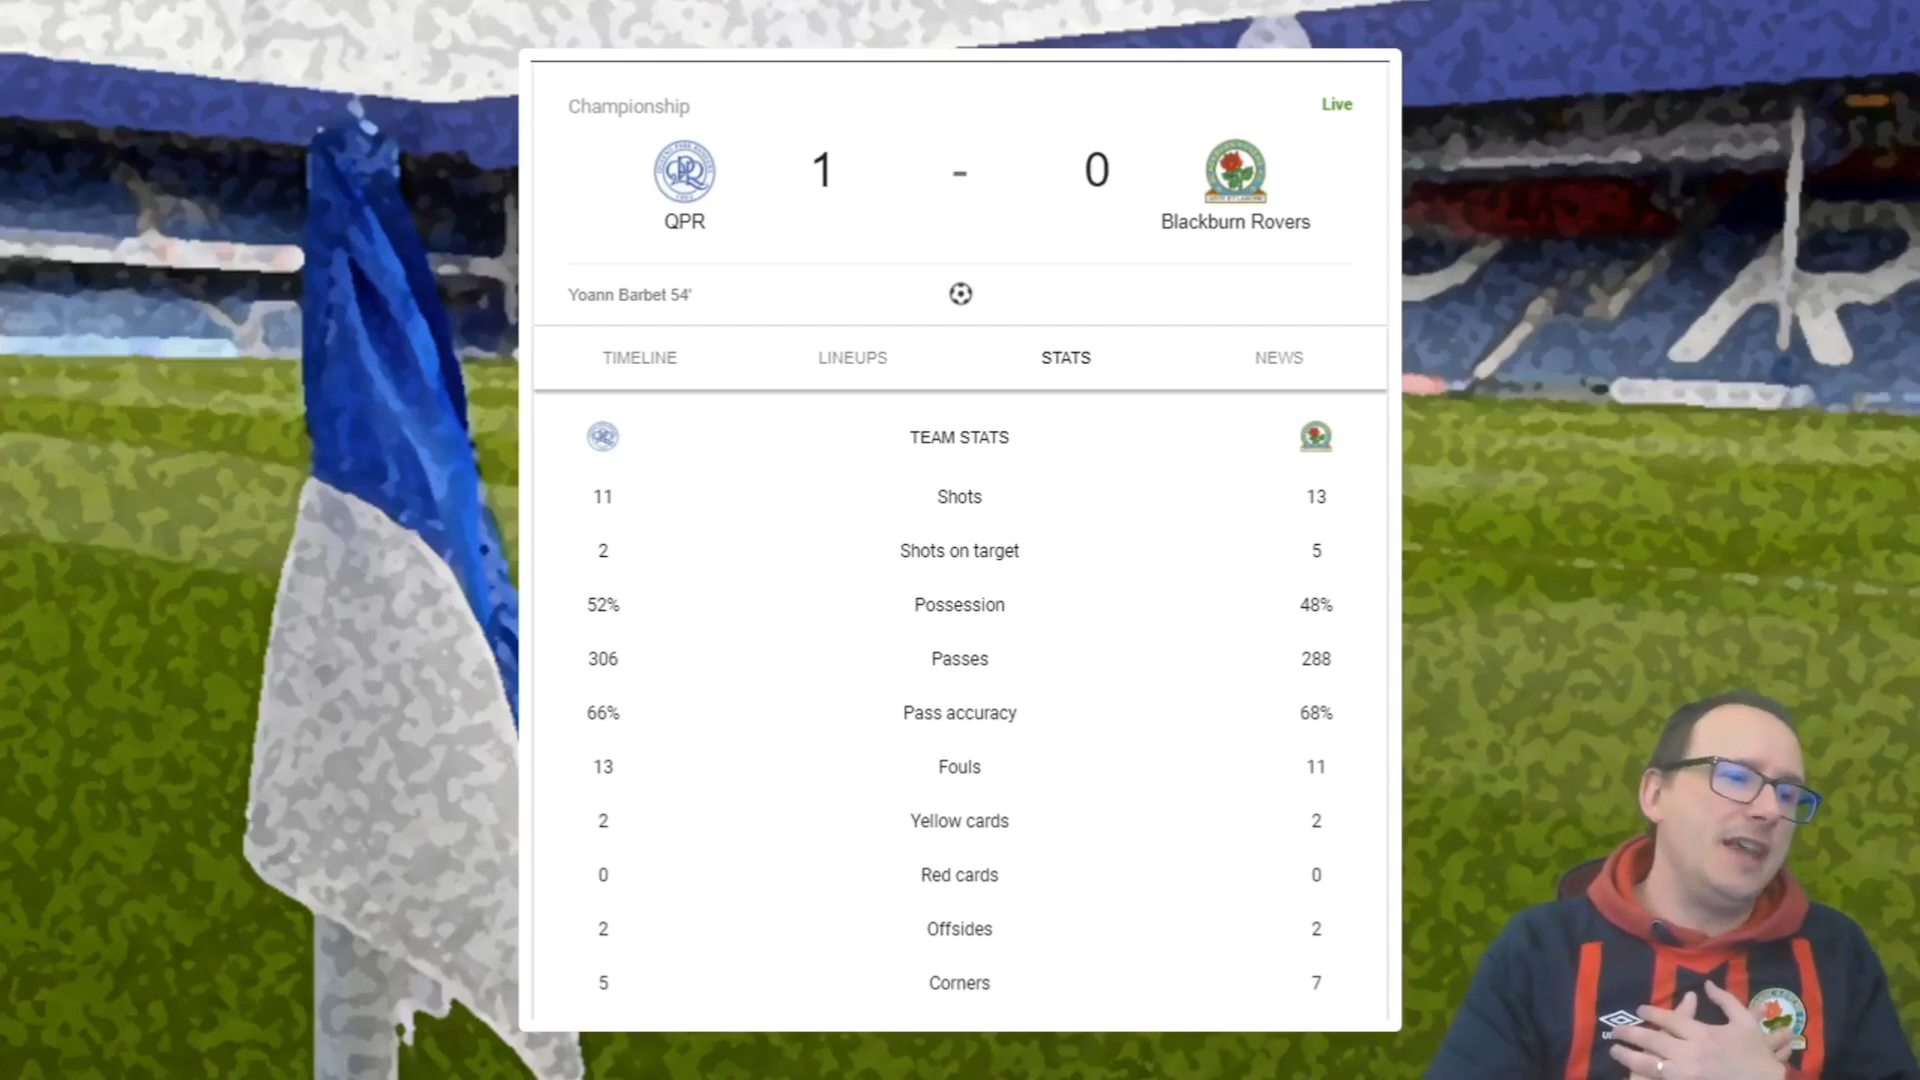 Championship
Live
1 - 0
QPR
Blackburn Rovers
Yoann Barbet 54'
TIMELINE LINEUPS STATS NEWS
TEAM STATS
11 Shots 13
2 Shots on target 5
52% Possession 48%
306 Passes 288
66% Pass accuracy 68%
13 Fouls 11
2 Yellow cards 2
0 Red cards 0
2 Offsides 2
5 Corners 7